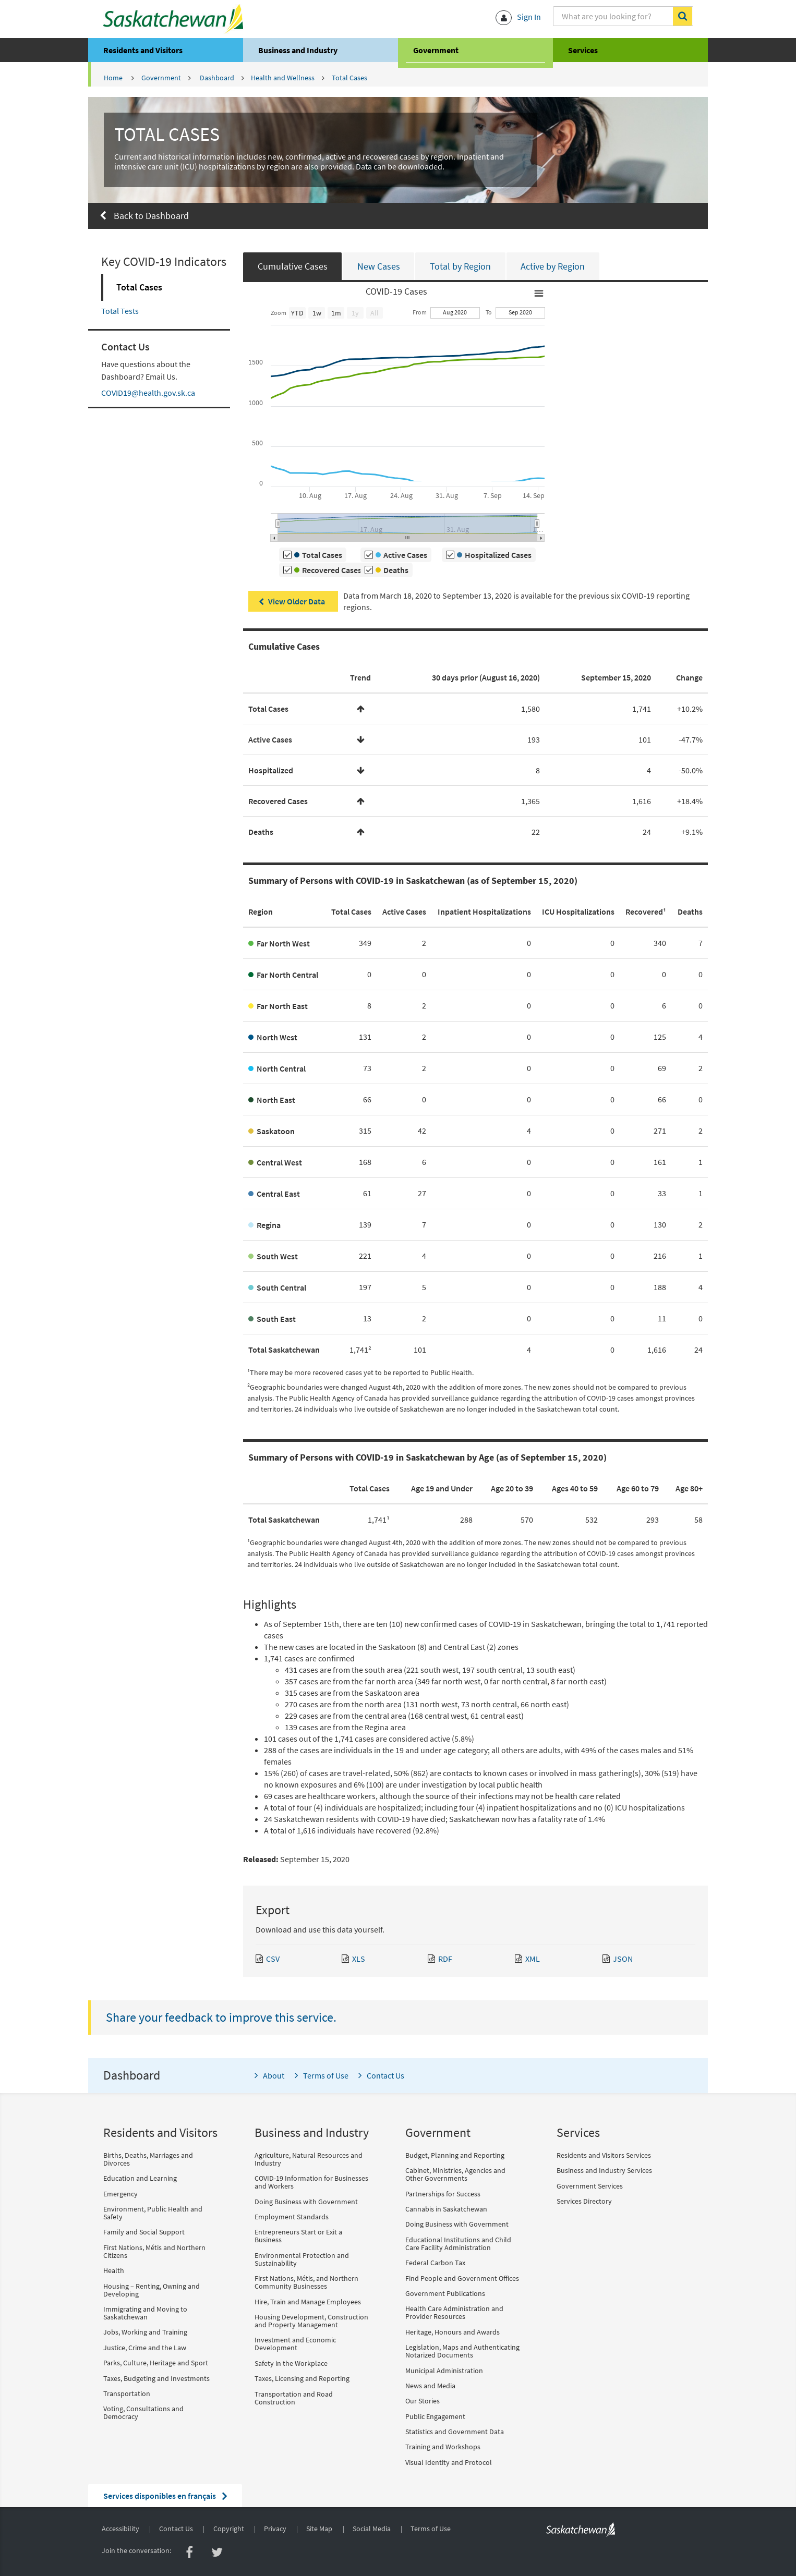 Saskatchewan
Sign In
What are you looking for?
Residents and Visitors
Business and Industry
Government
Services
Home > Government > Dashboard > Health and Wellness > Total Cases
TOTAL CASES
Current and historical information includes new, confirmed, active and recovered cases by region. Inpatient and
intensive care unit (ICU) hospitalizations by region are also provided. Data can be downloaded.
Back to Dashboard
Key COVID-19 Indicators
Total Cases
Total Tests
Contact Us
Have questions about the
Dashboard? Email Us.
COVID19@health.gov.sk.ca
Cumulative Cases
New Cases
Total by Region
Active by Region
COVID-19 Cases
Zoom YTD 1w 1m 1y All
From Aug 2020 To Sep 2020
1500
1000
500
0
10. Aug 17. Aug 24. Aug 31. Aug 7. Sep 14. Sep
17. Aug 31. Aug
Total Cases Active Cases Hospitalized Cases
Recovered Cases Deaths
View Older Data
Data from March 18, 2020 to September 13, 2020 is available for the previous six COVID-19 reporting
regions.
Cumulative Cases
Trend 30 days prior (August 16, 2020) September 15, 2020 Change
Total Cases 1,580 1,741 +10.2%
Active Cases 193 101 -47.7%
Hospitalized 8 4 -50.0%
Recovered Cases 1,365 1,616 +18.4%
Deaths 22 24 +9.1%
Summary of Persons with COVID-19 in Saskatchewan (as of September 15, 2020)
Region Total Cases Active Cases Inpatient Hospitalizations ICU Hospitalizations Recovered¹ Deaths
Far North West 349 2 0 0 340 7
Far North Central 0 0 0 0 0 0
Far North East 8 2 0 0 6 0
North West 131 2 0 0 125 4
North Central 73 2 0 0 69 2
North East 66 0 0 0 66 0
Saskatoon 315 42 4 0 271 2
Central West 168 6 0 0 161 1
Central East 61 27 0 0 33 1
Regina 139 7 0 0 130 2
South West 221 4 0 0 216 1
South Central 197 5 0 0 188 4
South East 13 2 0 0 11 0
Total Saskatchewan 1,741² 101 4 0 1,616 24
¹There may be more recovered cases yet to be reported to Public Health.
²Geographic boundaries were changed August 4th, 2020 with the addition of more zones. The new zones should not be compared to previous
analysis. The Public Health Agency of Canada has provided surveillance guidance regarding the attribution of COVID-19 cases amongst provinces
and territories. 24 individuals who live outside of Saskatchewan are no longer included in the Saskatchewan total count.
Summary of Persons with COVID-19 in Saskatchewan by Age (as of September 15, 2020)
Total Cases Age 19 and Under Age 20 to 39 Ages 40 to 59 Age 60 to 79 Age 80+
Total Saskatchewan 1,741¹ 288 570 532 293 58
¹Geographic boundaries were changed August 4th, 2020 with the addition of more zones. The new zones should not be compared to previous
analysis. The Public Health Agency of Canada has provided surveillance guidance regarding the attribution of COVID-19 cases amongst provinces
and territories. 24 individuals who live outside of Saskatchewan are no longer included in the Saskatchewan total count.
Highlights
• As of September 15th, there are ten (10) new confirmed cases of COVID-19 in Saskatchewan, bringing the total to 1,741 reported
cases
• The new cases are located in the Saskatoon (8) and Central East (2) zones
• 1,741 cases are confirmed
◦ 431 cases are from the south area (221 south west, 197 south central, 13 south east)
◦ 357 cases are from the far north area (349 far north west, 0 far north central, 8 far north east)
◦ 315 cases are from the Saskatoon area
◦ 270 cases are from the north area (131 north west, 73 north central, 66 north east)
◦ 229 cases are from the central area (168 central west, 61 central east)
◦ 139 cases are from the Regina area
• 101 cases out of the 1,741 cases are considered active (5.8%)
• 288 of the cases are individuals in the 19 and under age category; all others are adults, with 49% of the cases males and 51%
females
• 15% (260) of cases are travel-related, 50% (862) are contacts to known cases or involved in mass gathering(s), 30% (519) have
no known exposures and 6% (100) are under investigation by local public health
• 69 cases are healthcare workers, although the source of their infections may not be health care related
• A total of four (4) individuals are hospitalized; including four (4) inpatient hospitalizations and no (0) ICU hospitalizations
• 24 Saskatchewan residents with COVID-19 have died; Saskatchewan now has a fatality rate of 1.4%
• A total of 1,616 individuals have recovered (92.8%)
Released: September 15, 2020
Export
Download and use this data yourself.
CSV XLS RDF XML JSON
Share your feedback to improve this service.
Dashboard
About Terms of Use Contact Us
Residents and Visitors
Births, Deaths, Marriages and
Divorces
Education and Learning
Emergency
Environment, Public Health and
Safety
Family and Social Support
First Nations, Métis and Northern
Citizens
Health
Housing – Renting, Owning and
Developing
Immigrating and Moving to
Saskatchewan
Jobs, Working and Training
Justice, Crime and the Law
Parks, Culture, Heritage and Sport
Taxes, Budgeting and Investments
Transportation
Voting, Consultations and
Democracy
Business and Industry
Agriculture, Natural Resources and
Industry
COVID-19 Information for Businesses
and Workers
Doing Business with Government
Employment Standards
Entrepreneurs Start or Exit a
Business
Environmental Protection and
Sustainability
First Nations, Métis, and Northern
Community Businesses
Hire, Train and Manage Employees
Housing Development, Construction
and Property Management
Investment and Economic
Development
Safety in the Workplace
Taxes, Licensing and Reporting
Transportation and Road
Construction
Government
Budget, Planning and Reporting
Cabinet, Ministries, Agencies and
Other Governments
Partnerships for Success
Cannabis in Saskatchewan
Doing Business with Government
Educational Institutions and Child
Care Facility Administration
Federal Carbon Tax
Find People and Government Offices
Government Publications
Health Care Administration and
Provider Resources
Heritage, Honours and Awards
Legislation, Maps and Authenticating
Notarized Documents
Municipal Administration
News and Media
Our Stories
Public Engagement
Statistics and Government Data
Training and Workshops
Visual Identity and Protocol
Services
Residents and Visitors Services
Business and Industry Services
Government Services
Services Directory
Services disponibles en français
Accessibility | Contact Us | Copyright | Privacy | Site Map | Social Media | Terms of Use
Saskatchewan
Join the conversation: